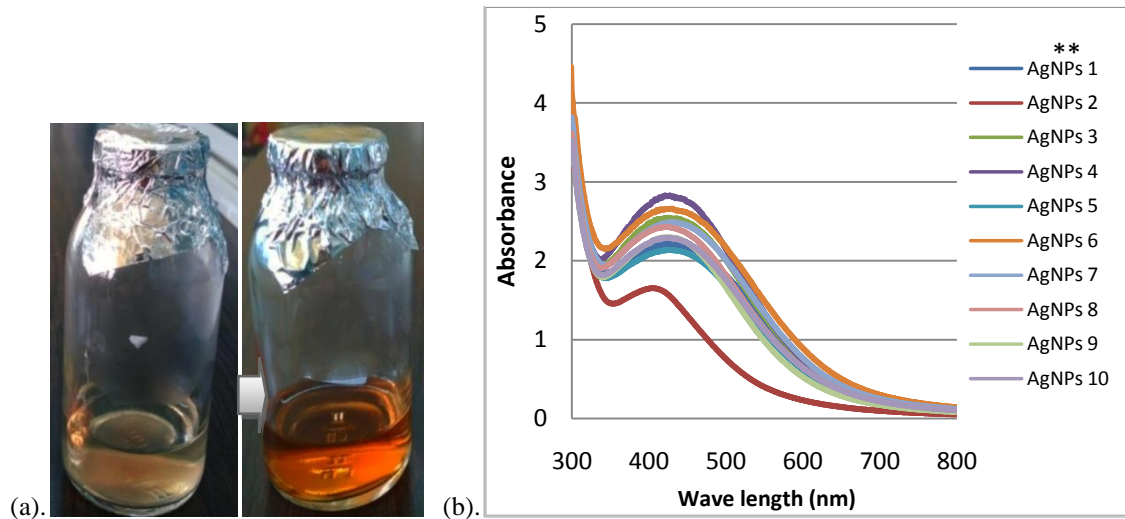 (a).
(b).
Absorbance
5
4
3
2
1
0
300 400 500 600 700 800
Wave length (nm)
**
AgNPs 1
AgNPs 2
AgNPs 3
AgNPs 4
AgNPs 5
AgNPs 6
AgNPs 7
AgNPs 8
AgNPs 9
AgNPs 10